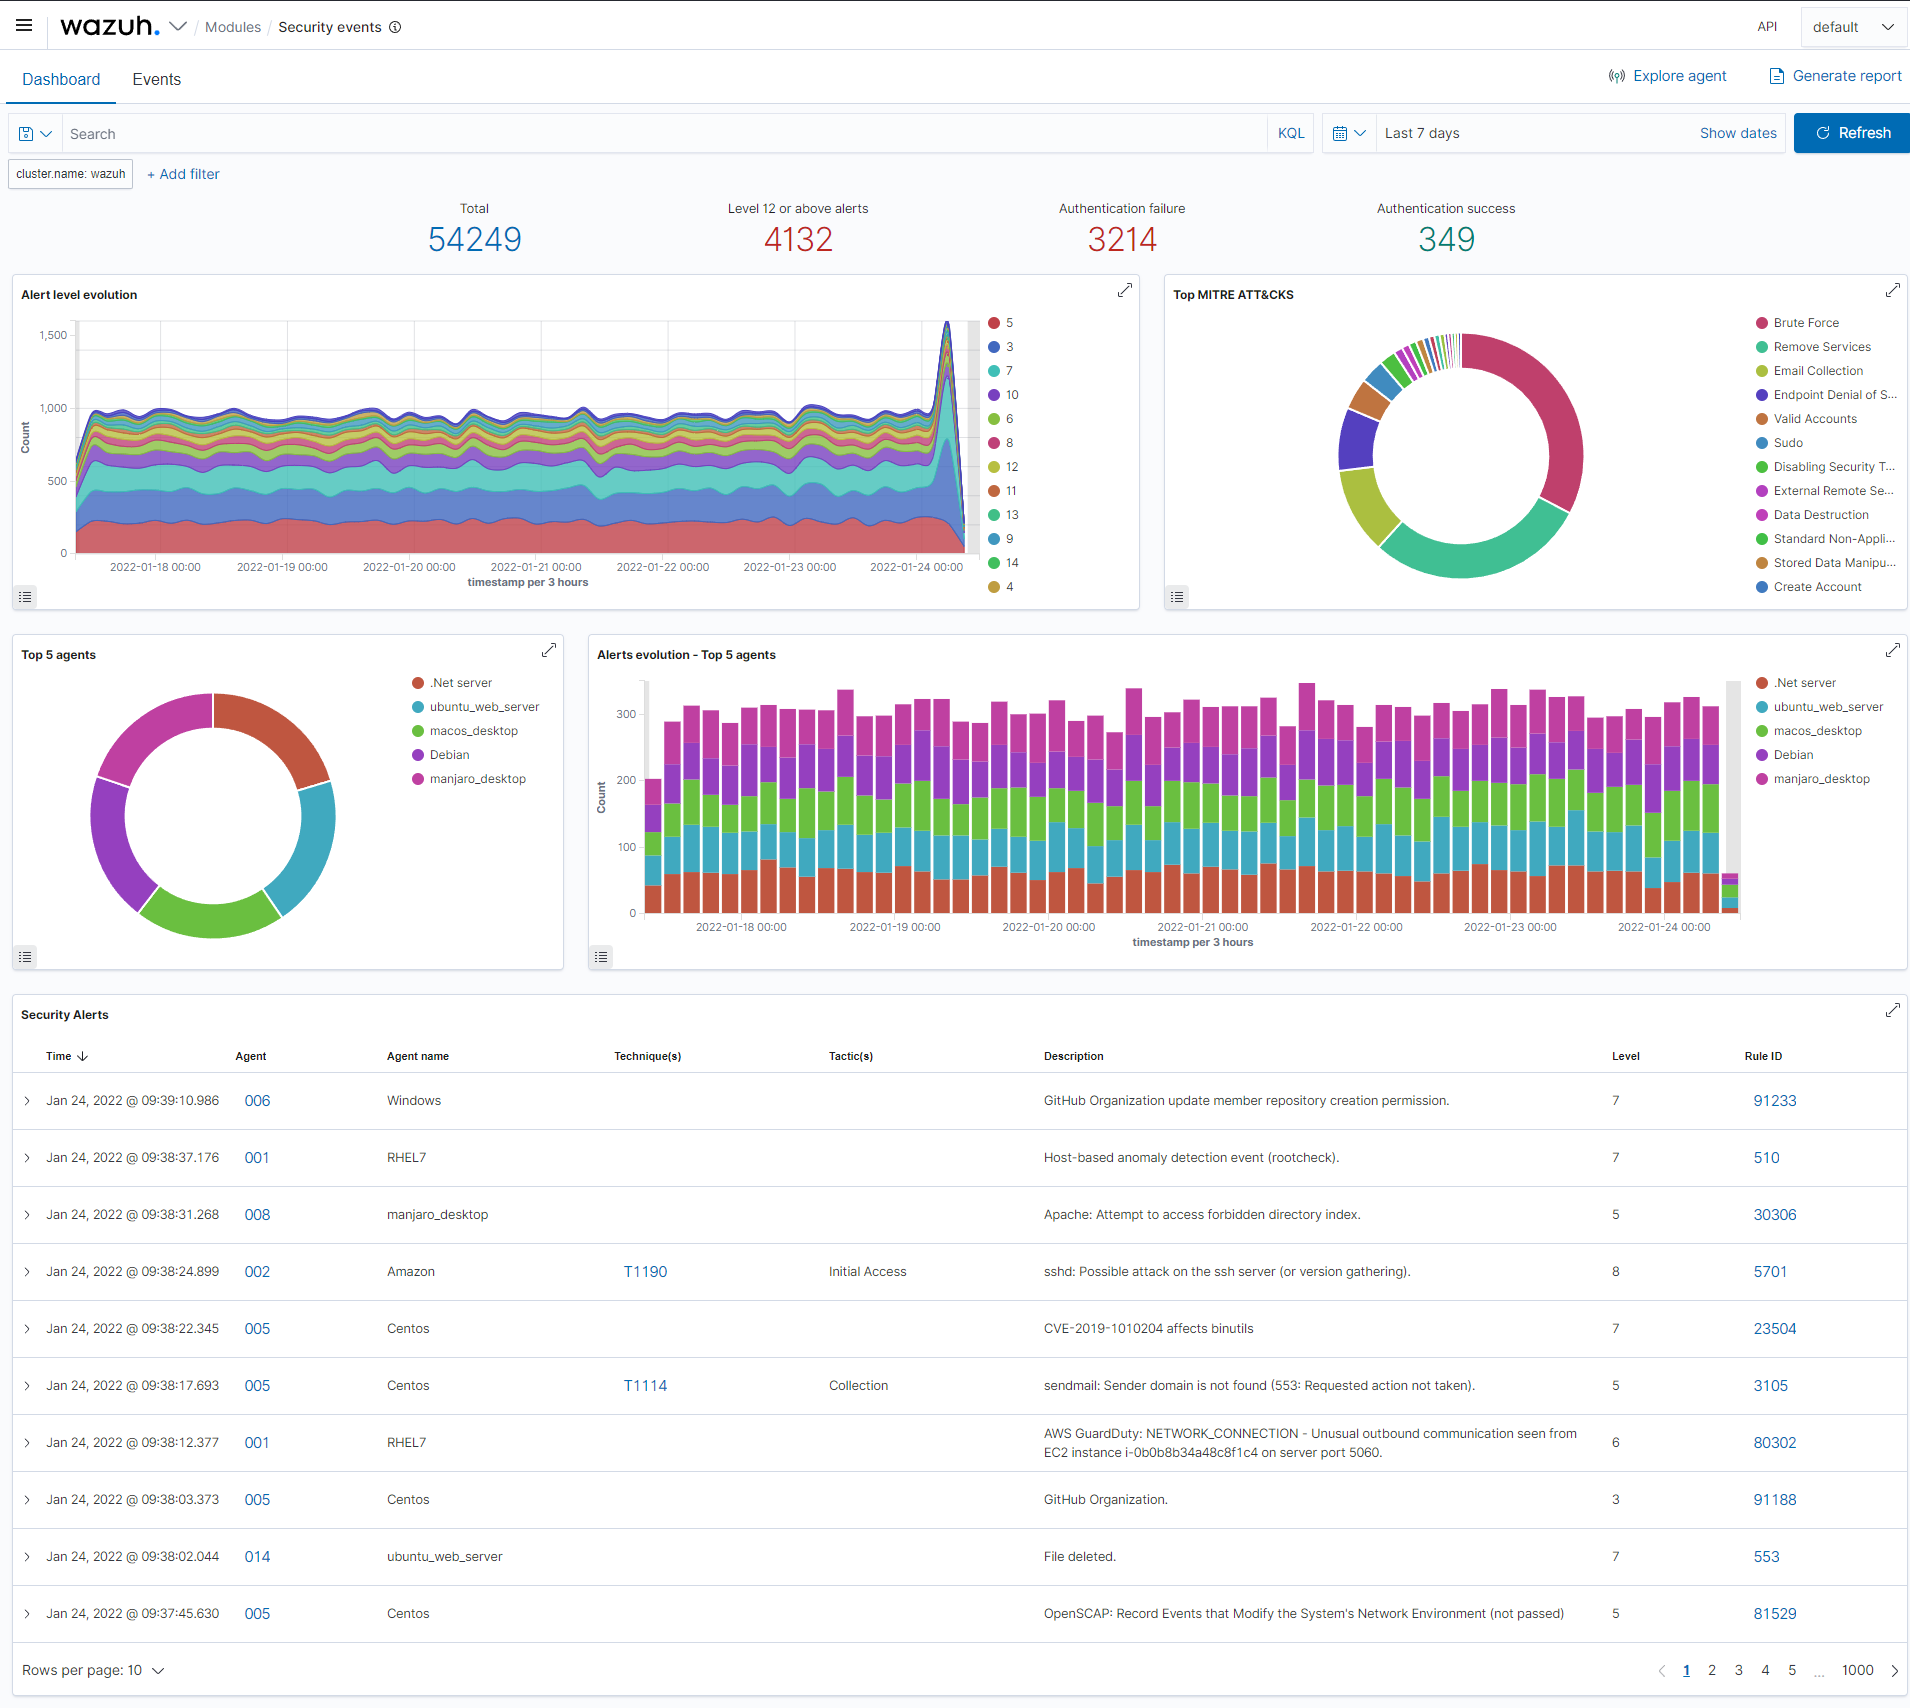 wazuh. / Modules / Security events API default
Dashboard Events Explore agent Generate report
Search KQL Last 7 days Show dates Refresh
cluster.name: wazuh + Add filter
Total Level 12 or above alerts Authentication failure Authentication success
54249 4132 3214 349
Alert level evolution
1,500
1,000
500
0
Count
2022-01-18 00:00 2022-01-19 00:00 2022-01-20 00:00 2022-01-21 00:00 2022-01-22 00:00 2022-01-23 00:00 2022-01-24 00:00
timestamp per 3 hours
5
3
7
10
6
8
12
11
13
9
14
4
Top MITRE ATT&CKS
Brute Force
Remove Services
Email Collection
Endpoint Denial of S...
Valid Accounts
Sudo
Disabling Security T...
External Remote Se...
Data Destruction
Standard Non-Appli...
Stored Data Manipu...
Create Account
Top 5 agents
.Net server
ubuntu_web_server
macos_desktop
Debian
manjaro_desktop
Alerts evolution - Top 5 agents
300
200
100
0
Count
2022-01-18 00:00 2022-01-19 00:00 2022-01-20 00:00 2022-01-21 00:00 2022-01-22 00:00 2022-01-23 00:00 2022-01-24 00:00
timestamp per 3 hours
.Net server
ubuntu_web_server
macos_desktop
Debian
manjaro_desktop
Security Alerts
Time Agent Agent name Technique(s) Tactic(s) Description Level Rule ID
Jan 24, 2022 @ 09:39:10.986 006 Windows GitHub Organization update member repository creation permission. 7 91233
Jan 24, 2022 @ 09:38:37.176 001 RHEL7 Host-based anomaly detection event (rootcheck). 7 510
Jan 24, 2022 @ 09:38:31.268 008 manjaro_desktop Apache: Attempt to access forbidden directory index. 5 30306
Jan 24, 2022 @ 09:38:24.899 002 Amazon T1190 Initial Access sshd: Possible attack on the ssh server (or version gathering). 8 5701
Jan 24, 2022 @ 09:38:22.345 005 Centos CVE-2019-1010204 affects binutils 7 23504
Jan 24, 2022 @ 09:38:17.693 005 Centos T1114 Collection sendmail: Sender domain is not found (553: Requested action not taken). 5 3105
Jan 24, 2022 @ 09:38:12.377 001 RHEL7 AWS GuardDuty: NETWORK_CONNECTION - Unusual outbound communication seen from
EC2 instance i-0b0b8b34a48c8f1c4 on server port 5060. 6 80302
Jan 24, 2022 @ 09:38:03.373 005 Centos GitHub Organization. 3 91188
Jan 24, 2022 @ 09:38:02.044 014 ubuntu_web_server File deleted. 7 553
Jan 24, 2022 @ 09:37:45.630 005 Centos OpenSCAP: Record Events that Modify the System's Network Environment (not passed) 5 81529
Rows per page: 10 1 2 3 4 5 ... 1000